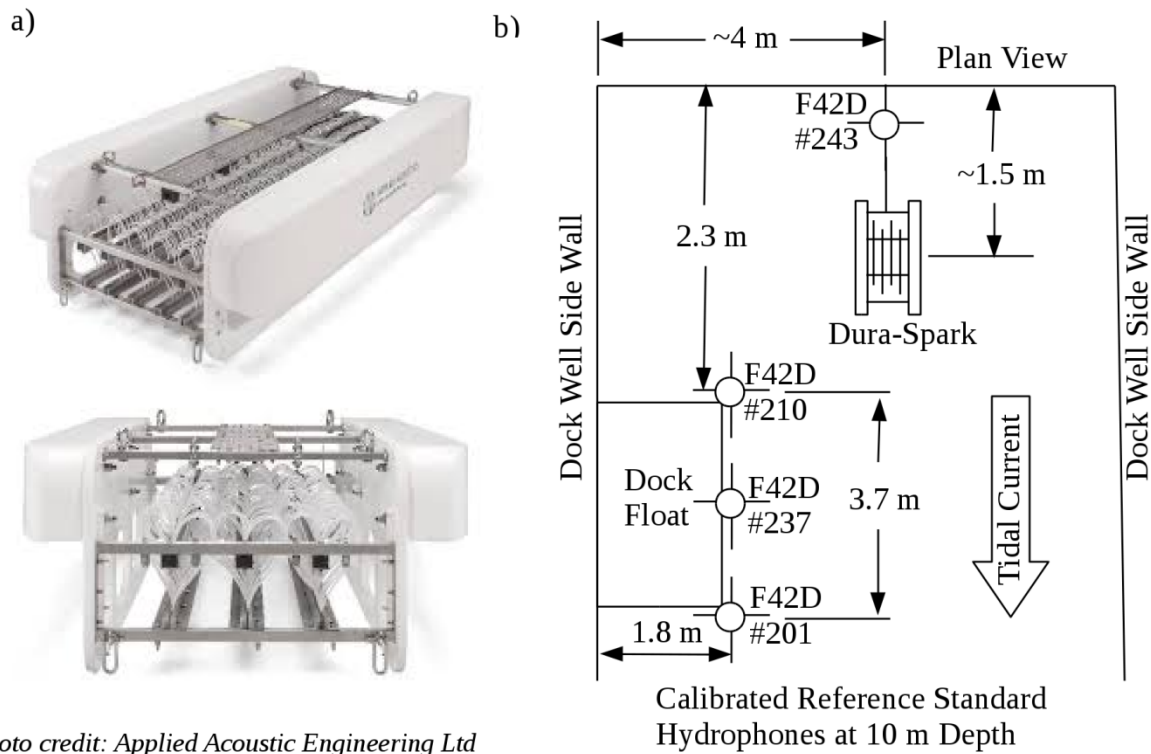 a)
b)
~4 m
Plan View
F42D
#243
~1.5 m
2.3 m
Dock Well Side Wall
Dock Well Side Wall
Dura-Spark
F42D
#210
Dock
Float
F42D
#237
3.7 m
Tidal Current
F42D
#201
1.8 m
Calibrated Reference Standard
Hydrophones at 10 m Depth
oto credit: Applied Acoustic Engineering Ltd